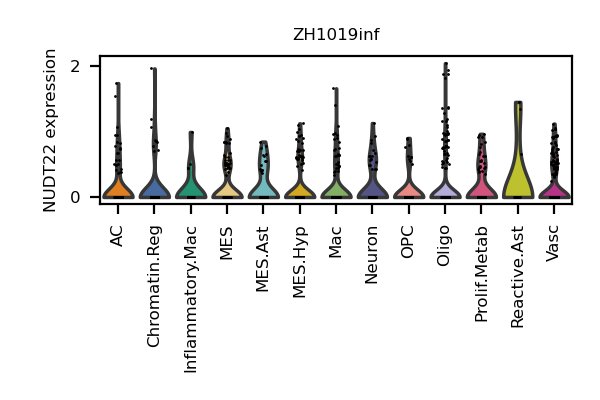 ZH1019inf
NUDT22 expression
2
0
AC
Chromatin.Reg
Inflammatory.Mac
MES
MES.Ast
MES.Hyp
Mac
Neuron
OPC
Oligo
Prolif.Metab
Reactive.Ast
Vasc